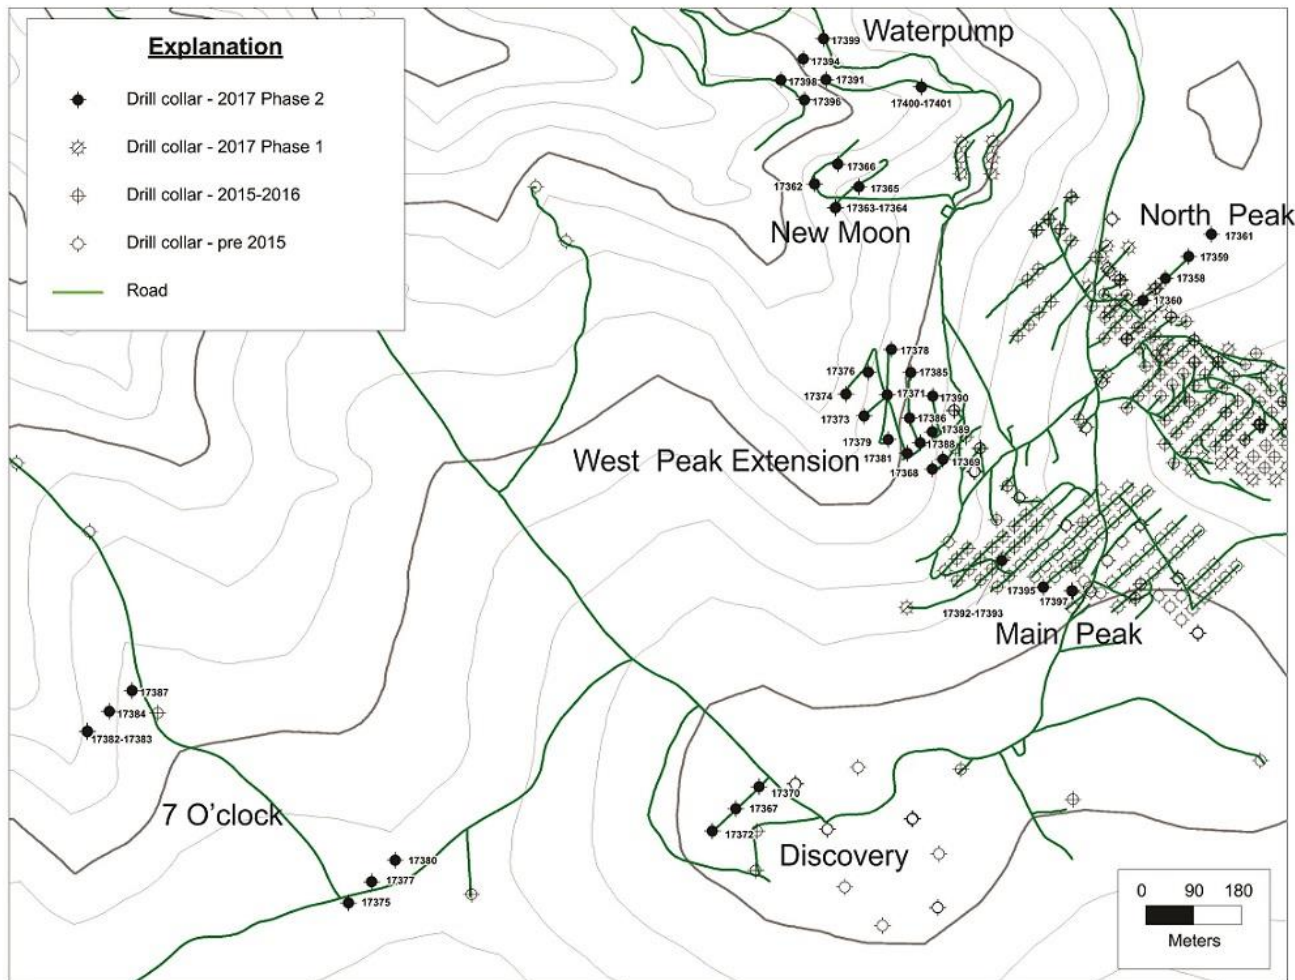 Explanation
Drill collar - 2017 Phase 2
Drill collar - 2017 Phase 1
Drill collar - 2015-2016
Drill collar - pre 2015
Road
17399
Waterpump
17394
17398
17391
17396
17400-17401
17366
17362
17365
17363-17364
New Moon
North Peak
17361
17359
17358
17360
17378
17376
17385
17374
17371
17390
17373
17386
17389
17379
17388
17381
17369
17368
West Peak Extension
17395
17397
17392-17393
Main Peak
17387
17384
17382-17383
7 O'clock
17370
17367
17372
Discovery
17380
17377
17375
0 90 180
Meters